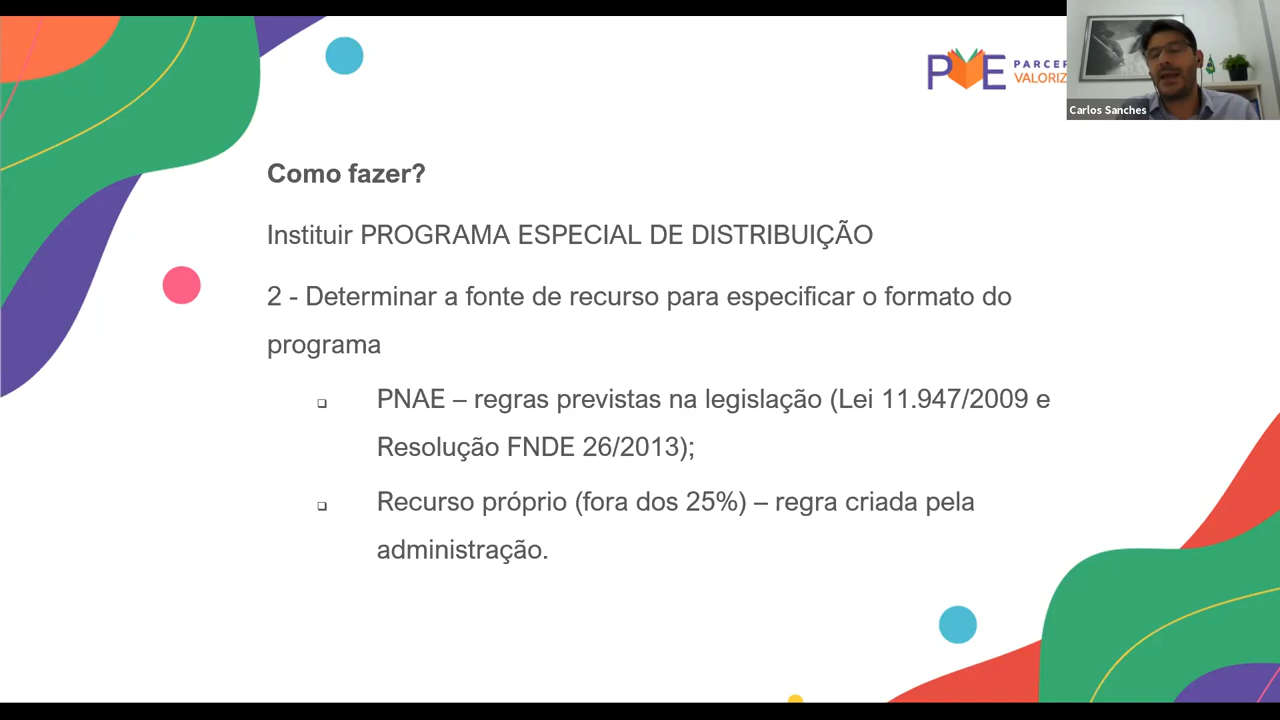 PVE PARCER
VALORIZ
Carlos Sanches
Como fazer?
Instituir PROGRAMA ESPECIAL DE DISTRIBUIÇÃO
2 - Determinar a fonte de recurso para especificar o formato do
programa
❑ PNAE – regras previstas na legislação (Lei 11.947/2009 e
Resolução FNDE 26/2013);
❑ Recurso próprio (fora dos 25%) – regra criada pela
administração.